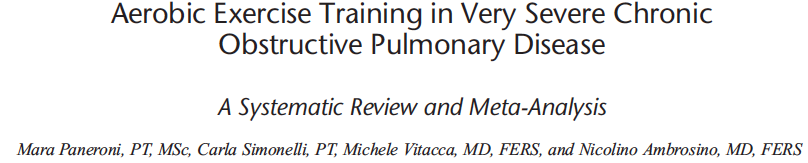 Aerobic Exercise Training in Very Severe Chronic
Obstructive Pulmonary Disease
A Systematic Review and Meta-Analysis
Mara Paneroni, PT, MSc, Carla Simonelli, PT, Michele Vitacca, MD, FERS, and Nicolino Ambrosino, MD, FERS